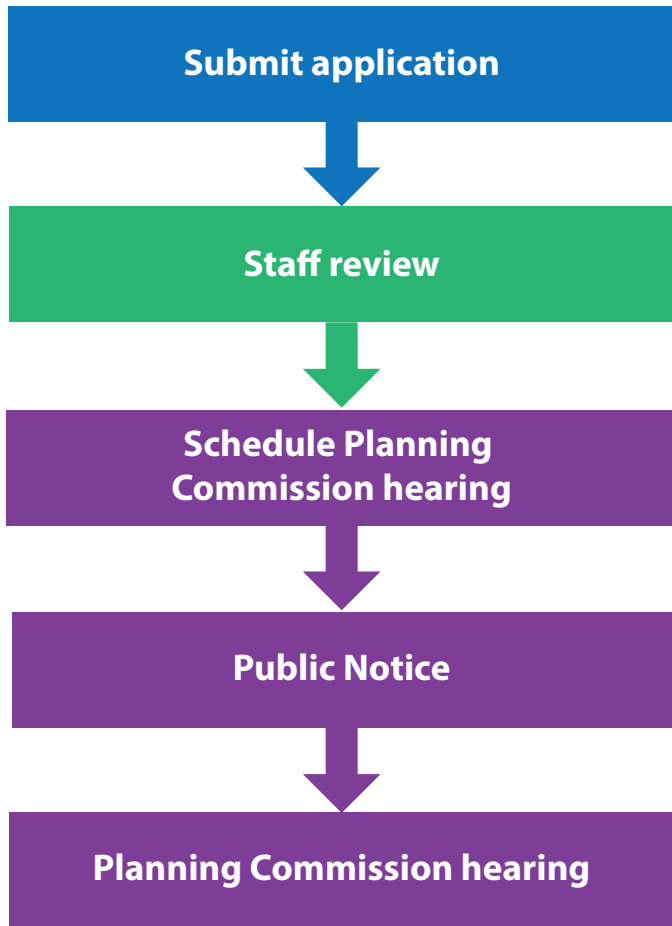 Submit application
Staff review
Schedule Planning
Commission hearing
Public Notice
Planning Commission hearing